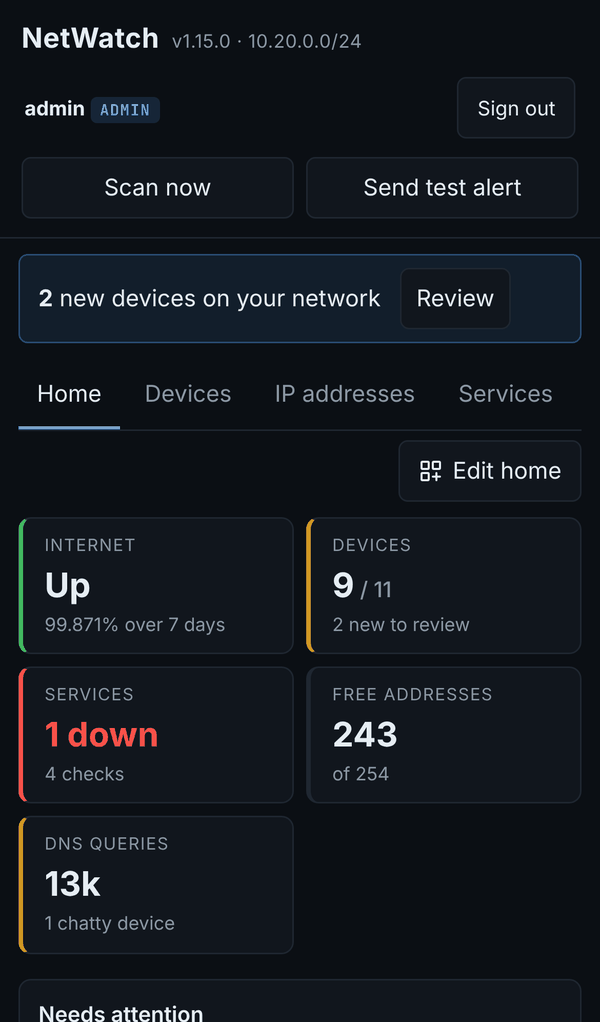 NetWatch v1.15.0 · 10.20.0.0/24
admin ADMIN
Sign out
Scan now
Send test alert
2 new devices on your network
Review
Home Devices IP addresses Services
Edit home
INTERNET
Up
99.871% over 7 days
DEVICES
9 / 11
2 new to review
SERVICES
1 down
4 checks
FREE ADDRESSES
243
of 254
DNS QUERIES
13k
1 chatty device
Needs attention